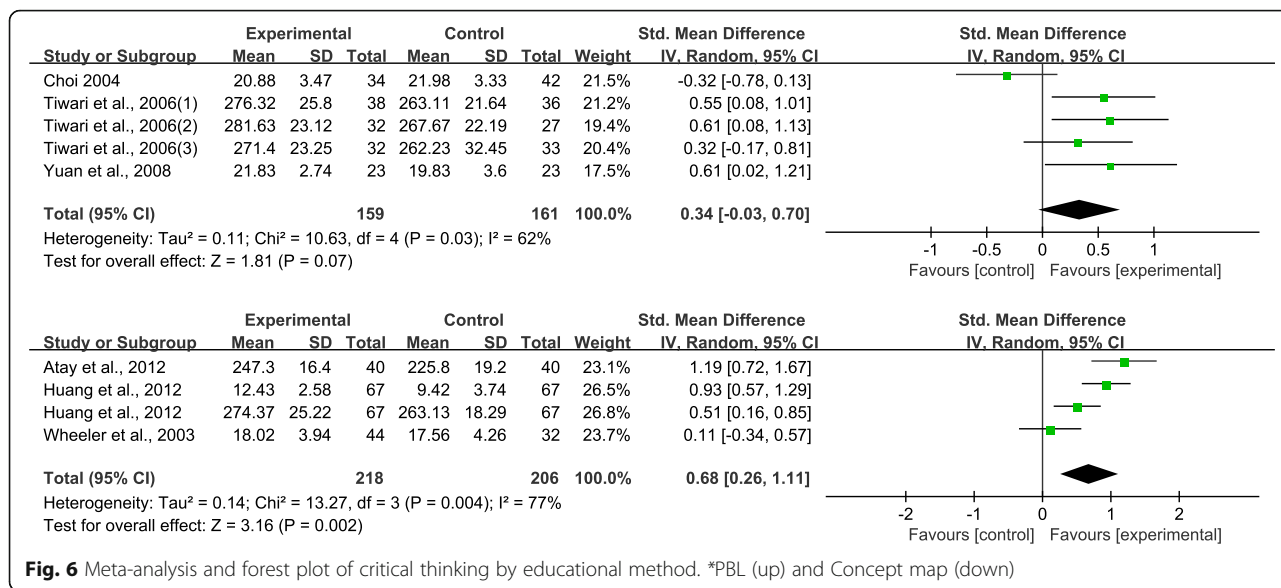 Experimental Control Std. Mean Difference Std. Mean Difference
Study or Subgroup Mean SD Total Mean SD Total Weight IV, Random, 95% CI IV, Random, 95% CI
Choi 2004 20.88 3.47 34 21.98 3.33 42 21.5% -0.32 [-0.78, 0.13]
Tiwari et al., 2006(1) 276.32 25.8 38 263.11 21.64 36 21.2% 0.55 [0.08, 1.01]
Tiwari et al., 2006(2) 281.63 23.12 32 267.67 22.19 27 19.4% 0.61 [0.08, 1.13]
Tiwari et al., 2006(3) 271.4 23.25 32 262.23 32.45 33 20.4% 0.32 [-0.17, 0.81]
Yuan et al., 2008 21.83 2.74 23 19.83 3.6 23 17.5% 0.61 [0.02, 1.21]
Total (95% CI) 159 161 100.0% 0.34 [-0.03, 0.70]
Heterogeneity: Tau² = 0.11; Chi² = 10.63, df = 4 (P = 0.03); I² = 62%
Test for overall effect: Z = 1.81 (P = 0.07)
-1 -0.5 0 0.5 1
Favours [control] Favours [experimental]
Experimental Control Std. Mean Difference Std. Mean Difference
Study or Subgroup Mean SD Total Mean SD Total Weight IV, Random, 95% CI IV, Random, 95% CI
Atay et al., 2012 247.3 16.4 40 225.8 19.2 40 23.1% 1.19 [0.72, 1.67]
Huang et al., 2012 12.43 2.58 67 9.42 3.74 67 26.5% 0.93 [0.57, 1.29]
Huang et al., 2012 274.37 25.22 67 263.13 18.29 67 26.8% 0.51 [0.16, 0.85]
Wheeler et al., 2003 18.02 3.94 44 17.56 4.26 32 23.7% 0.11 [-0.34, 0.57]
Total (95% CI) 218 206 100.0% 0.68 [0.26, 1.11]
Heterogeneity: Tau² = 0.14; Chi² = 13.27, df = 3 (P = 0.004); I² = 77%
Test for overall effect: Z = 3.16 (P = 0.002)
-2 -1 0 1 2
Favours [control] Favours [experimental]
Fig. 6 Meta-analysis and forest plot of critical thinking by educational method. *PBL (up) and Concept map (down)